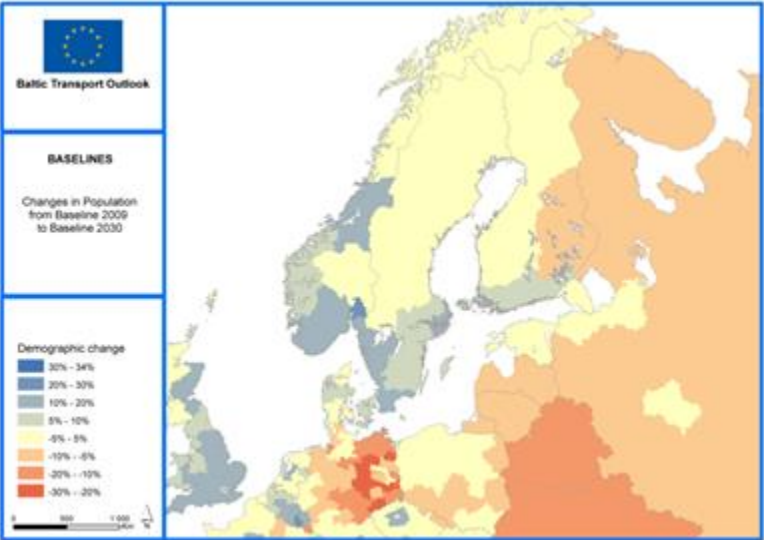 Baltic Transport Outlook
BASELINES
Changes in Population
from Baseline 2009
to Baseline 2030
Demographic change
30% - 34%
20% - 30%
10% - 20%
5% - 10%
-5% - 5%
-10% - -5%
-20% - -10%
-30% - -20%
0 500 1 000
Km
N